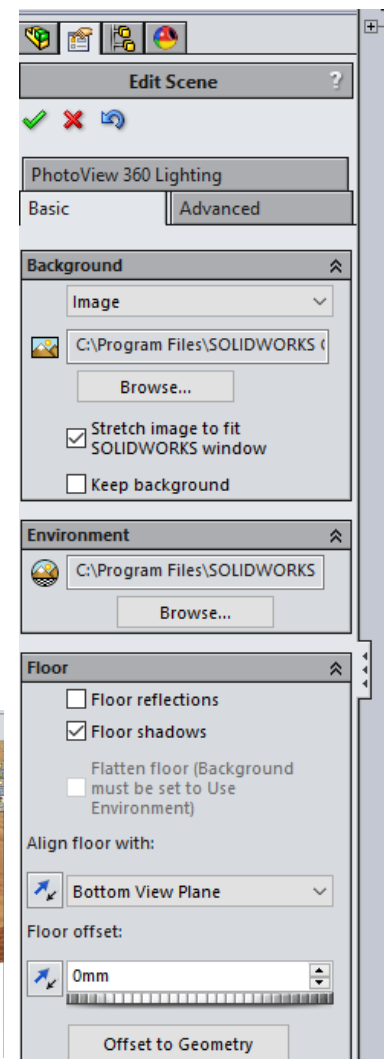 Edit Scene
?
PhotoView 360 Lighting
Basic
Advanced
Background
Image
C:\Program Files\SOLIDWORKS
Browse...
Stretch image to fit
SOLIDWORKS window
Keep background
Environment
C:\Program Files\SOLIDWORKS
Browse...
Floor
Floor reflections
Floor shadows
Flatten floor (Background
must be set to Use
Environment)
Align floor with:
Bottom View Plane
Floor offset:
0mm
Offset to Geometry